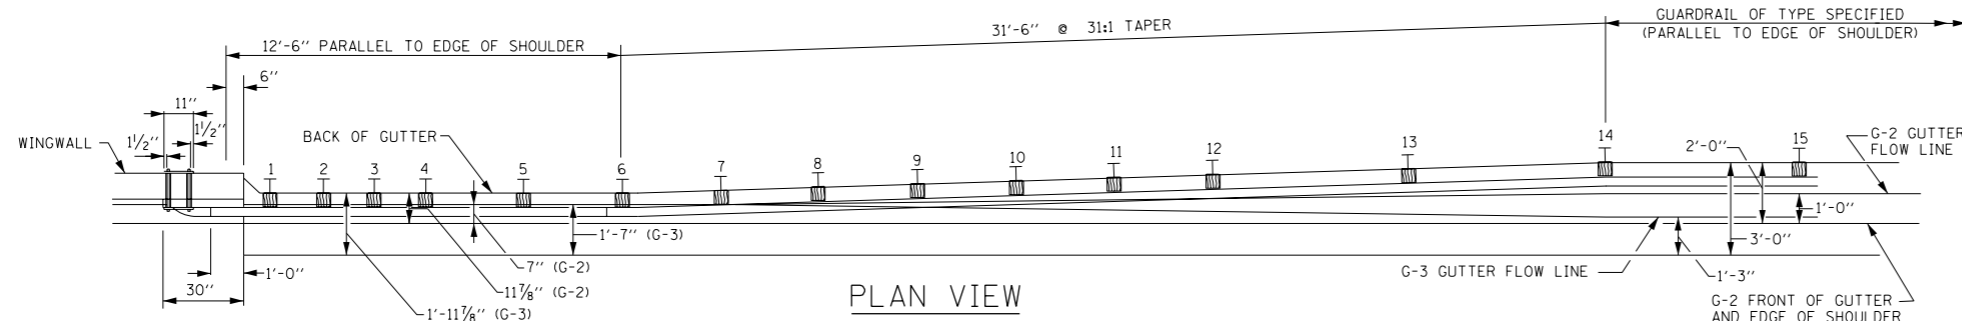 31'-6" @ 31:1 TAPER
GUARDRAIL OF TYPE SPECIFIED
(PARALLEL TO EDGE OF SHOULDER)
12'-6" PARALLEL TO EDGE OF SHOULDER
6"
11"
1½"
1½"
WINGWALL
BACK OF GUTTER
1
2
3
4
5
6
7
8
9
10
11
12
13
14
15
2'-0"
G-2 GUTTER
FLOW LINE
1'-0"
1'-7" (G-3)
3'-0"
7" (G-2)
1'-0"
G-3 GUTTER FLOW LINE
1'-3"
30"
11⅞" (G-2)
1'-11⅞" (G-3)
PLAN VIEW
G-2 FRONT OF GUTTER
AND EDGE OF SHOULDER